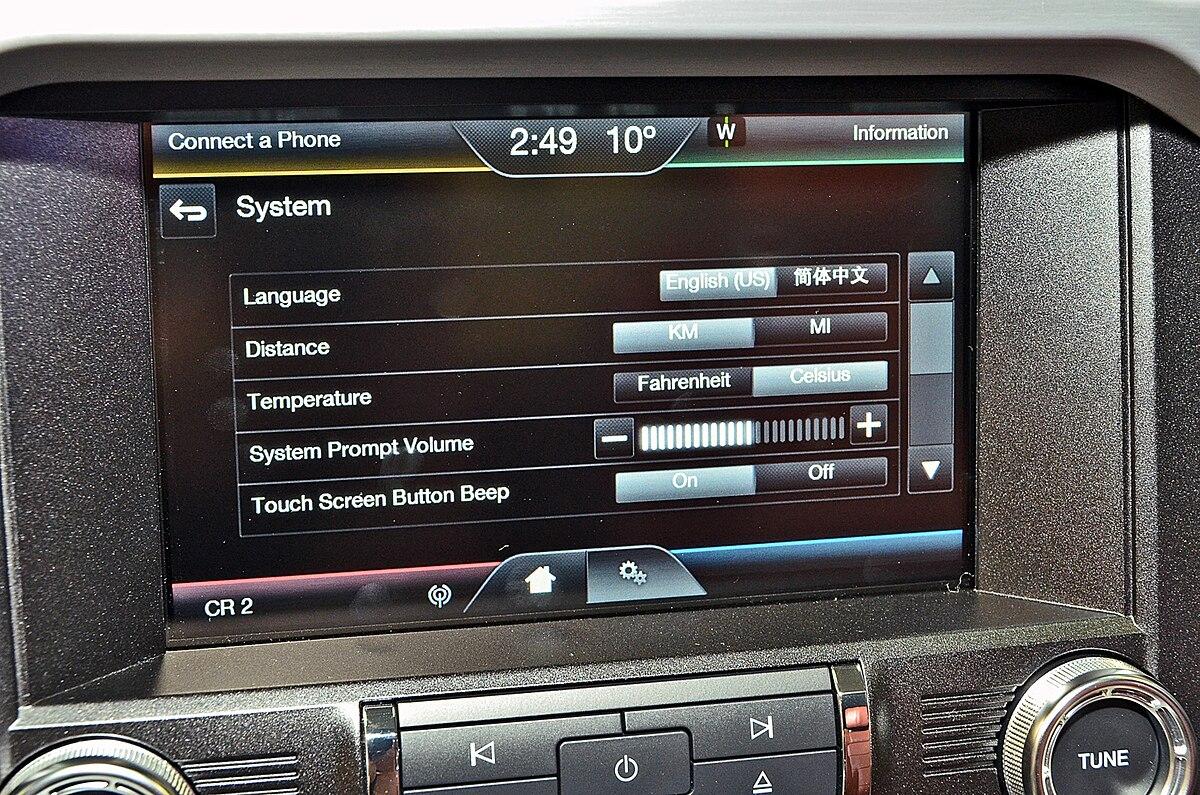 Connect a Phone 2:49 10° W Information
System
Language English (US) 简体中文
Distance KM MI
Temperature Fahrenheit Celsius
System Prompt Volume
Touch Screen Button Beep On Off
CR 2
TUNE